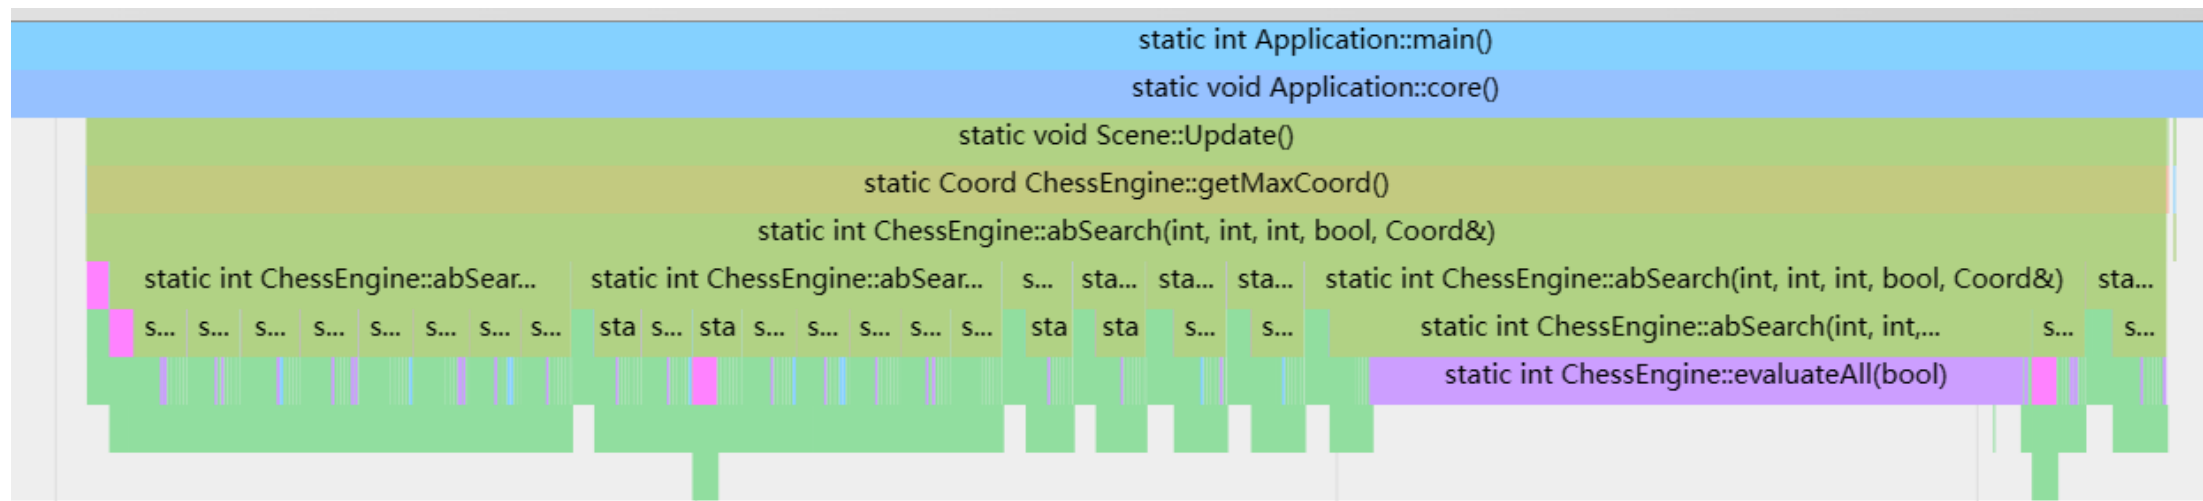 static int Application::main()
static void Application::core()
static void Scene::Update()
static Coord ChessEngine::getMaxCoord()
static int ChessEngine::abSearch(int, int, int, bool, Coord&)
static int ChessEngine::abSear... static int ChessEngine::abSear... s... sta... sta... sta... static int ChessEngine::abSearch(int, int, int, bool, Coord&) sta...
s... s... s... s... s... s... s... s... sta s... sta s... s... s... s... s... sta sta s... s... static int ChessEngine::abSearch(int, int,... s... s...
static int ChessEngine::evaluateAll(bool)